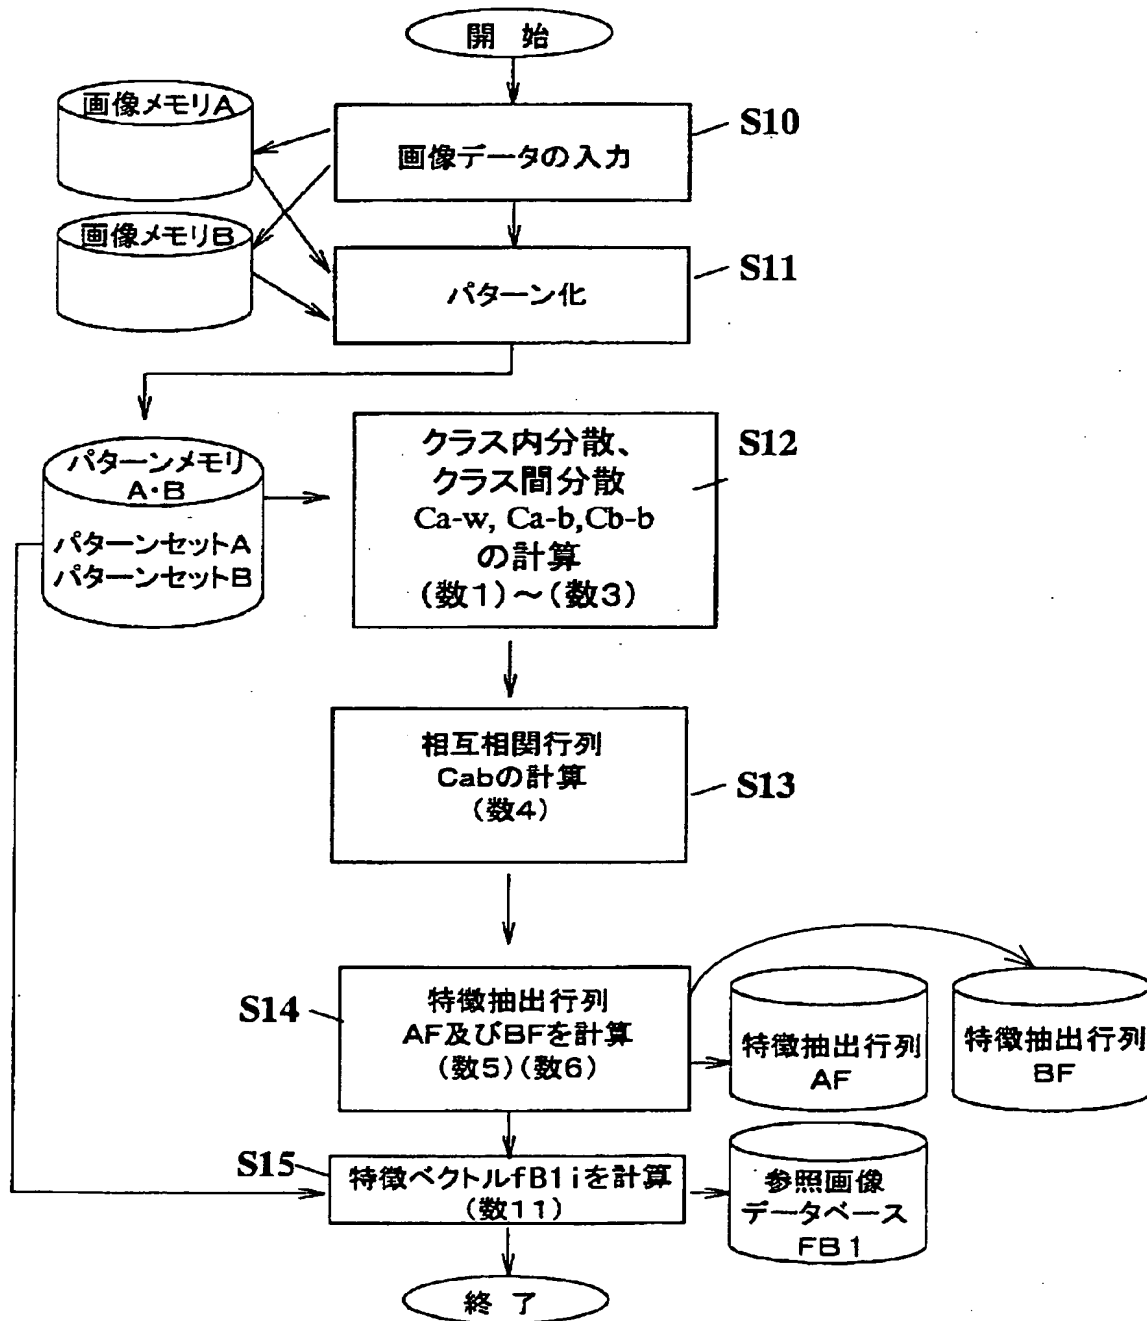 開 始
画像メモリA
S10
画像データの入力
画像メモリB
S11
パターン化
クラス内分散、
クラス間分散
Ca-w, Ca-b,Cb-b
の計算
(数1)～(数3)
S12
パターンメモリ
A・B
パターンセットA
パターンセットB
相互相関行列
Cabの計算
(数4)
S13
S14
特徴抽出行列
AF及びBFを計算
(数5)(数6)
特徴抽出行列
AF
特徴抽出行列
BF
S15
特徴ベクトルfB1iを計算
(数11)
参照画像
データベース
FB1
終 了